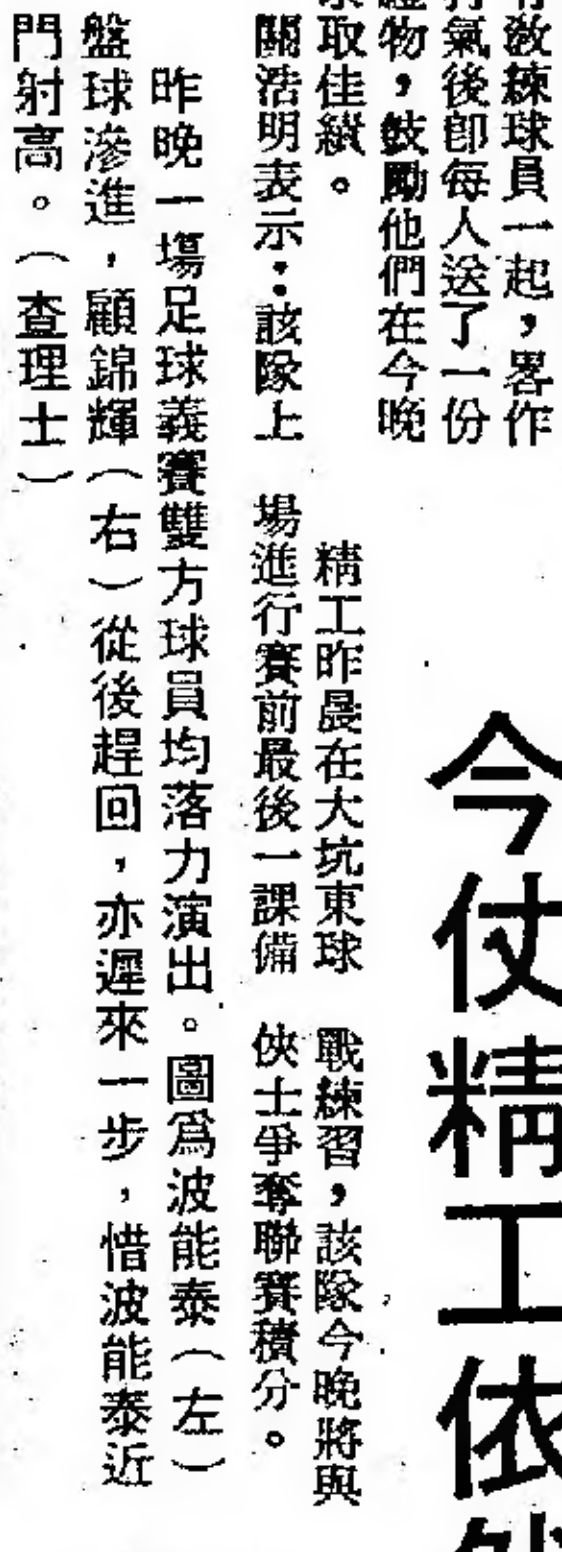 教練球員一起，畧作
打氣後即每人送了一份
禮物，鼓勵他們在今晚
取佳績。
關浩明表示：該隊上
今仗精工依
精工昨晨在大坑東球
場進行賽前最後一課備
戰練習，該隊今晚將與
俠士爭奪聯賽積分。
昨晚一場足球義賽雙方球員均落力演出。圖爲波能泰（左）
盤球滲進，顧錦輝（右）從後趕回，亦遲來一步，惜波能泰近
門射高。（查理士）